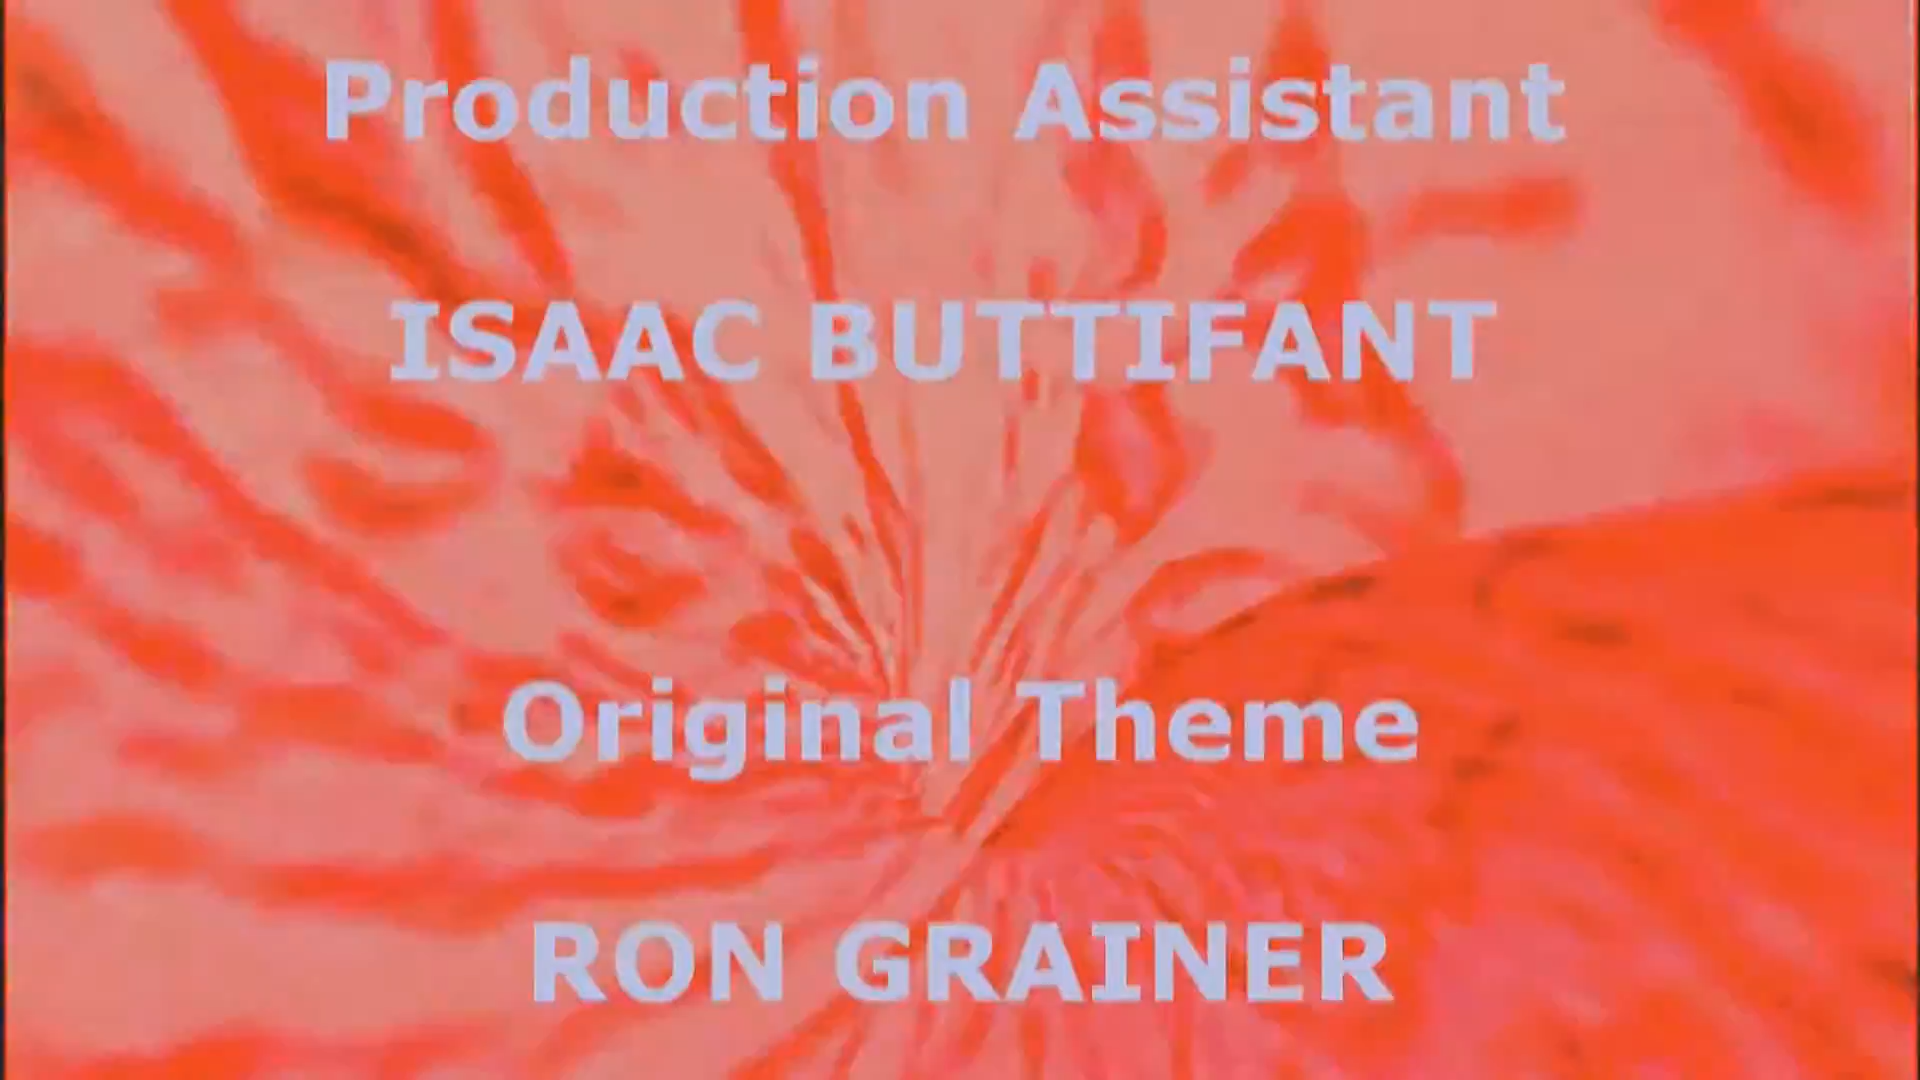 Production Assistant
ISAAC BUTTIFANT
Original Theme
RON GRAINER